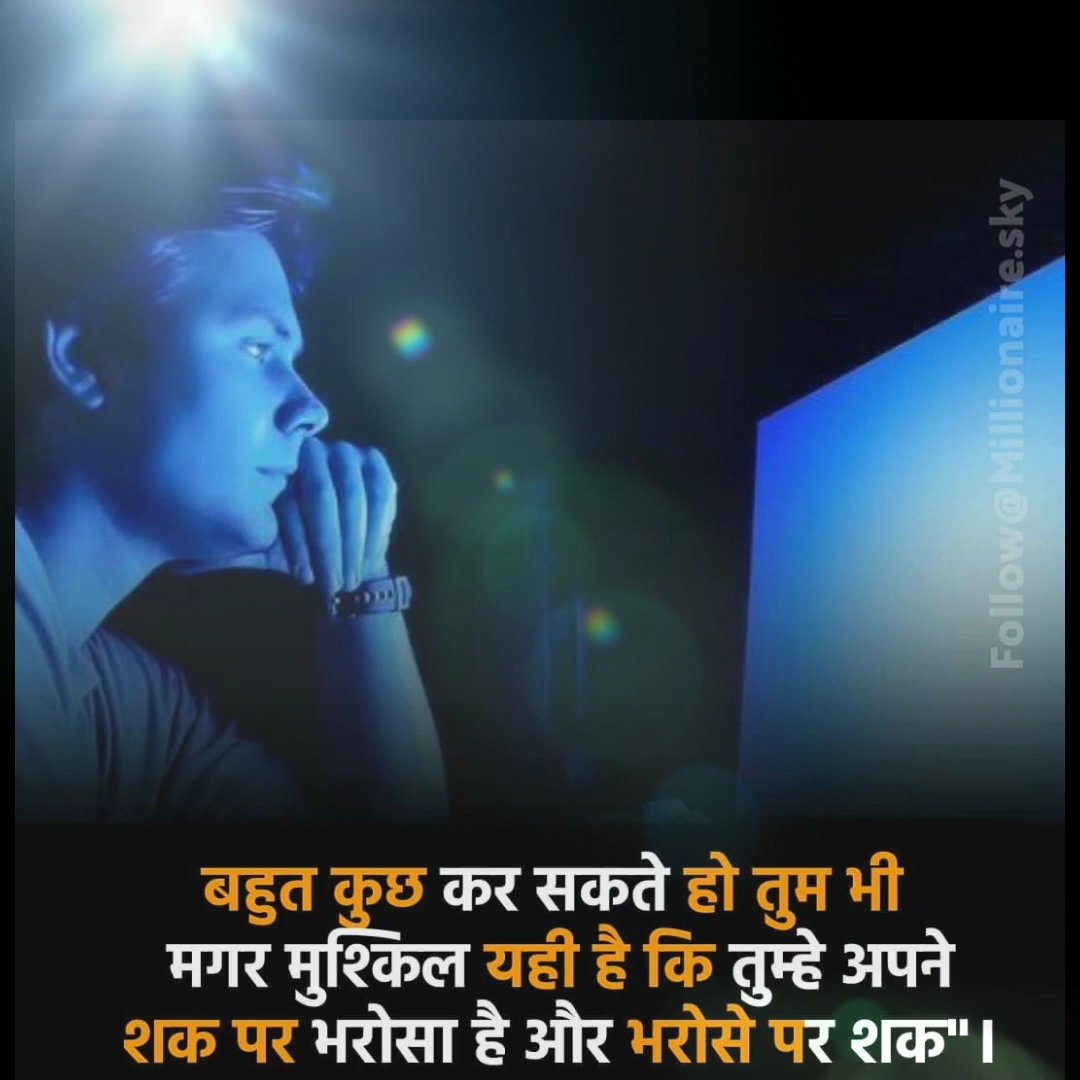 Follow@Millionaire.sky
बहुत कुछ कर सकते हो तुम भी
मगर मुश्किल यही है कि तुम्हे अपने
शक पर भरोसा है और भरोसे पर शक"।